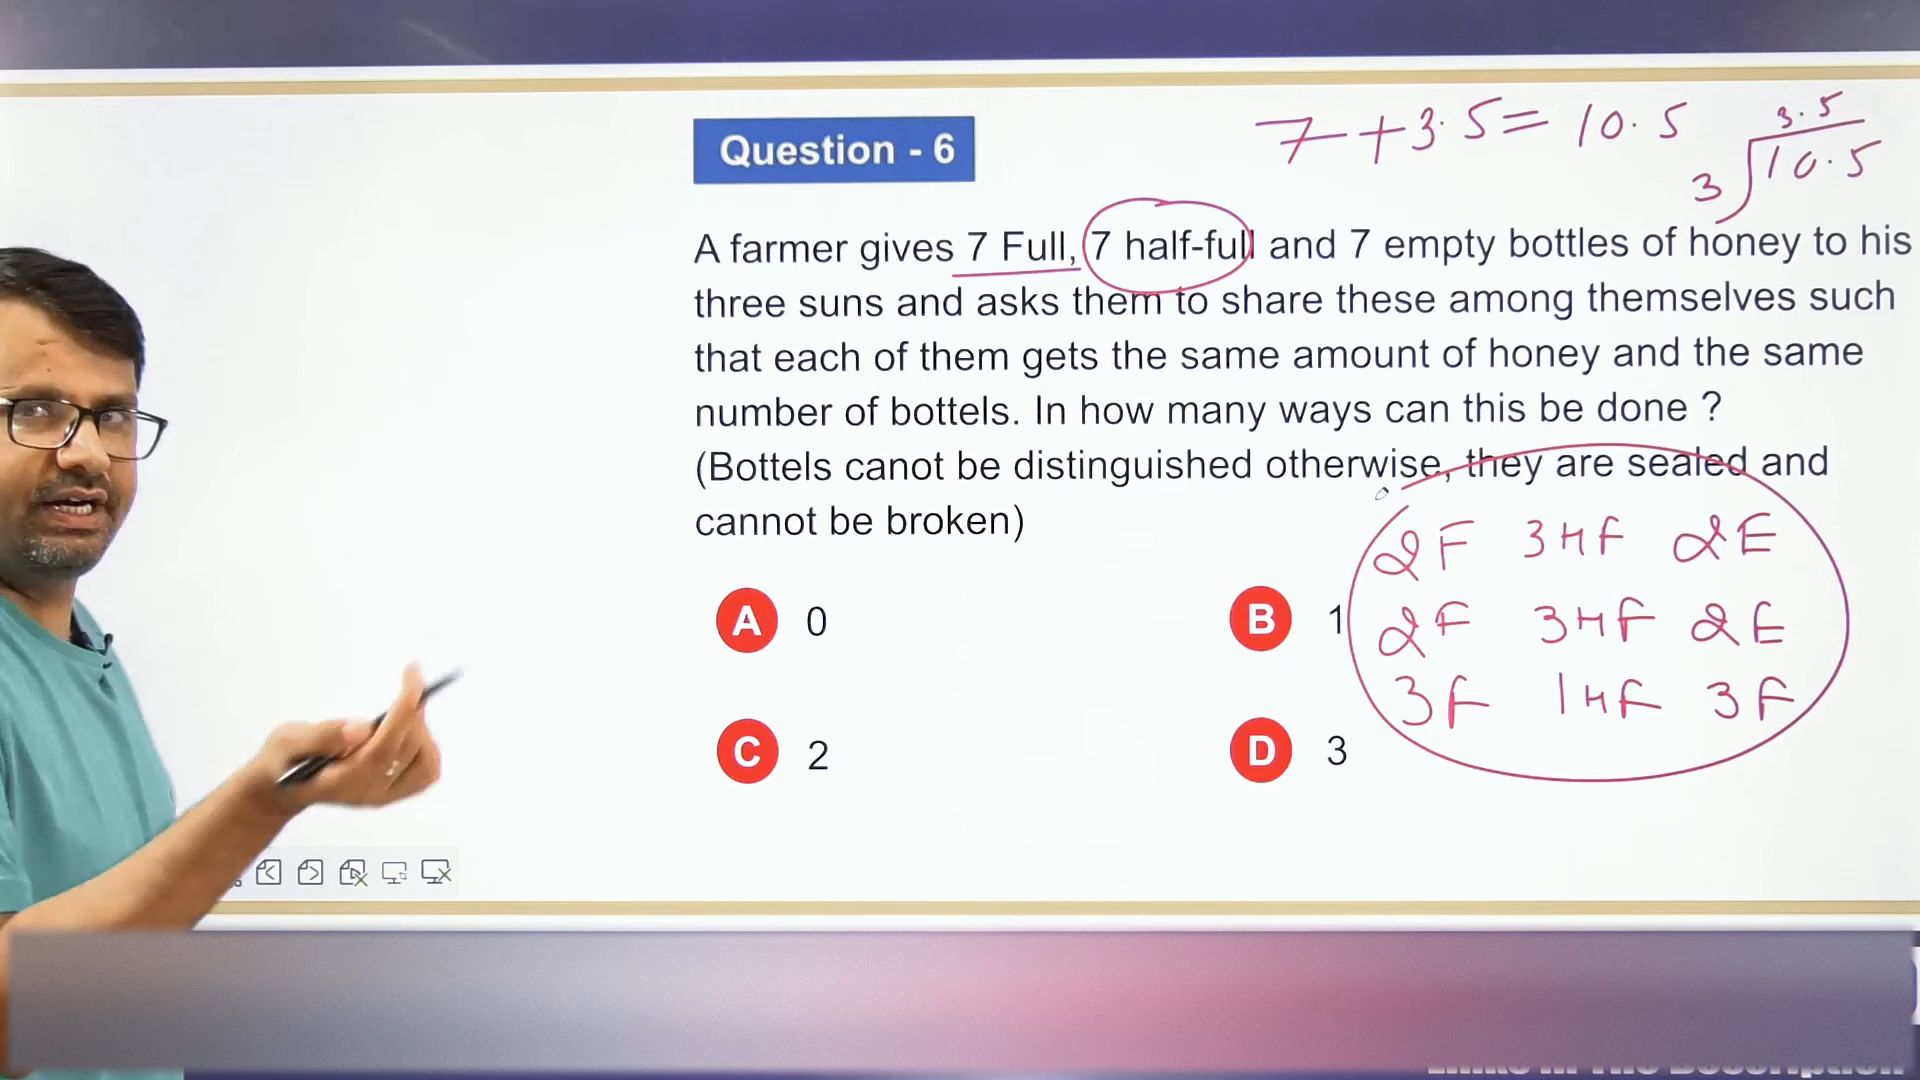 7 + 3.5 = 10.5
3.5
3 10.5
Question - 6
A farmer gives 7 Full, 7 half-full and 7 empty bottles of honey to his
three suns and asks them to share these among themselves such
that each of them gets the same amount of honey and the same
number of bottels. In how many ways can this be done ?
(Bottels canot be distinguished otherwise, they are sealed and
cannot be broken)
2F 3HF 2E
2F 3HF 2E
3F 1HF 3F
A 0
B 1
C 2
D 3